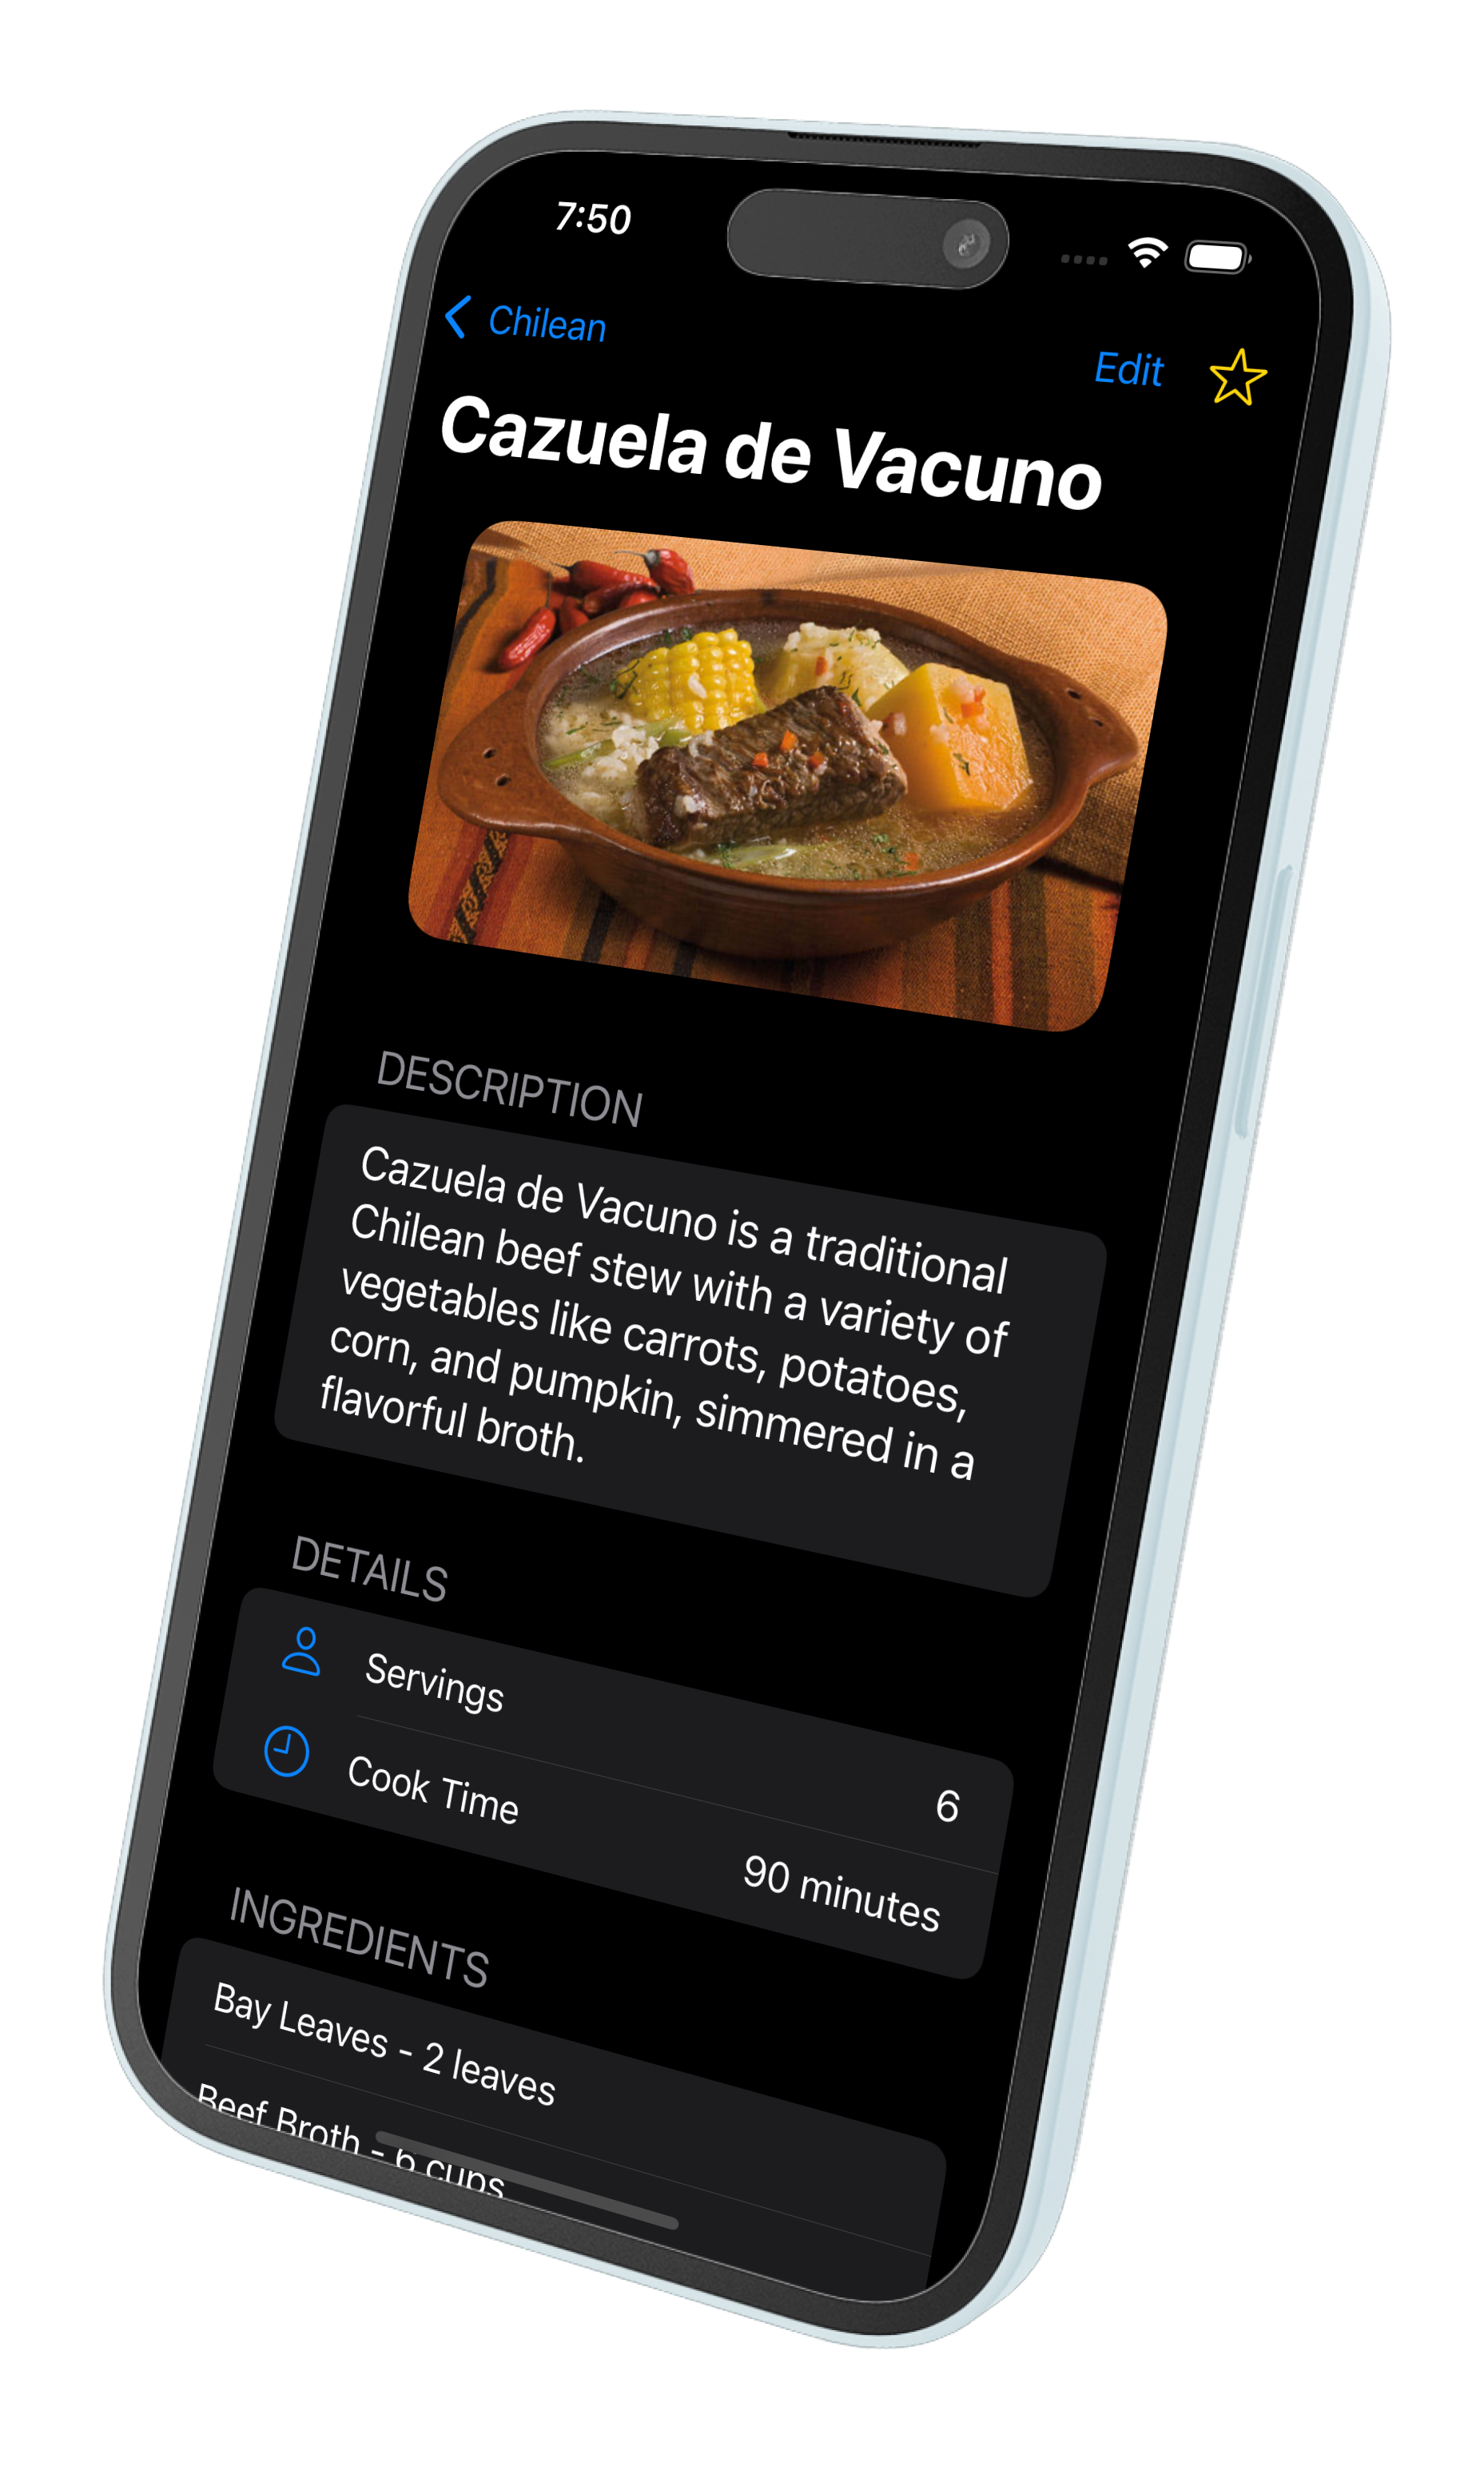 7:50
Chilean
Edit
Cazuela de Vacuno
DESCRIPTION
Cazuela de Vacuno is a traditional
Chilean beef stew with a variety of
vegetables like carrots, potatoes,
corn, and pumpkin, simmered in a
flavorful broth.
DETAILS
Servings 6
Cook Time 90 minutes
INGREDIENTS
Bay Leaves - 2 leaves
Beef Broth - 6 cups